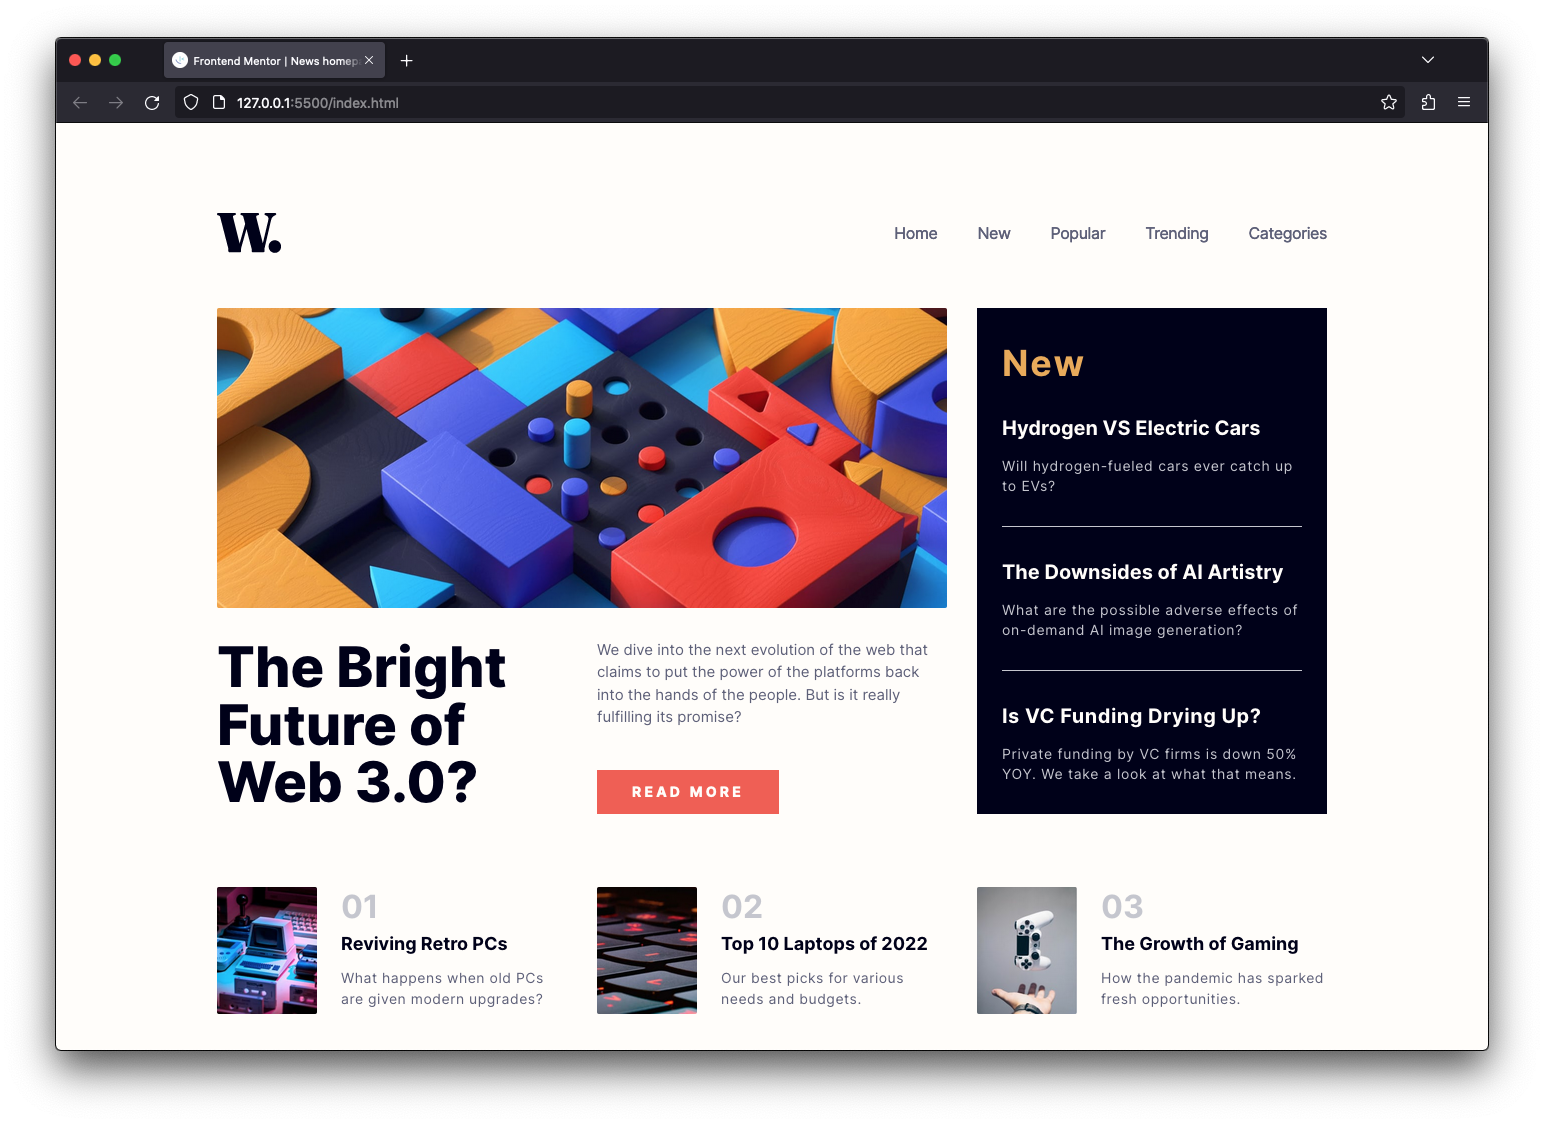 Frontend Mentor | News homep
127.0.0.1:5500/index.html
W.
Home New Popular Trending Categories
New
Hydrogen VS Electric Cars
Will hydrogen-fueled cars ever catch up
to EVs?
The Downsides of AI Artistry
What are the possible adverse effects of
on-demand AI image generation?
Is VC Funding Drying Up?
Private funding by VC firms is down 50%
YOY. We take a look at what that means.
The Bright
Future of
Web 3.0?
We dive into the next evolution of the web that
claims to put the power of the platforms back
into the hands of the people. But is it really
fulfilling its promise?
READ MORE
01
Reviving Retro PCs
What happens when old PCs
are given modern upgrades?
02
Top 10 Laptops of 2022
Our best picks for various
needs and budgets.
03
The Growth of Gaming
How the pandemic has sparked
fresh opportunities.